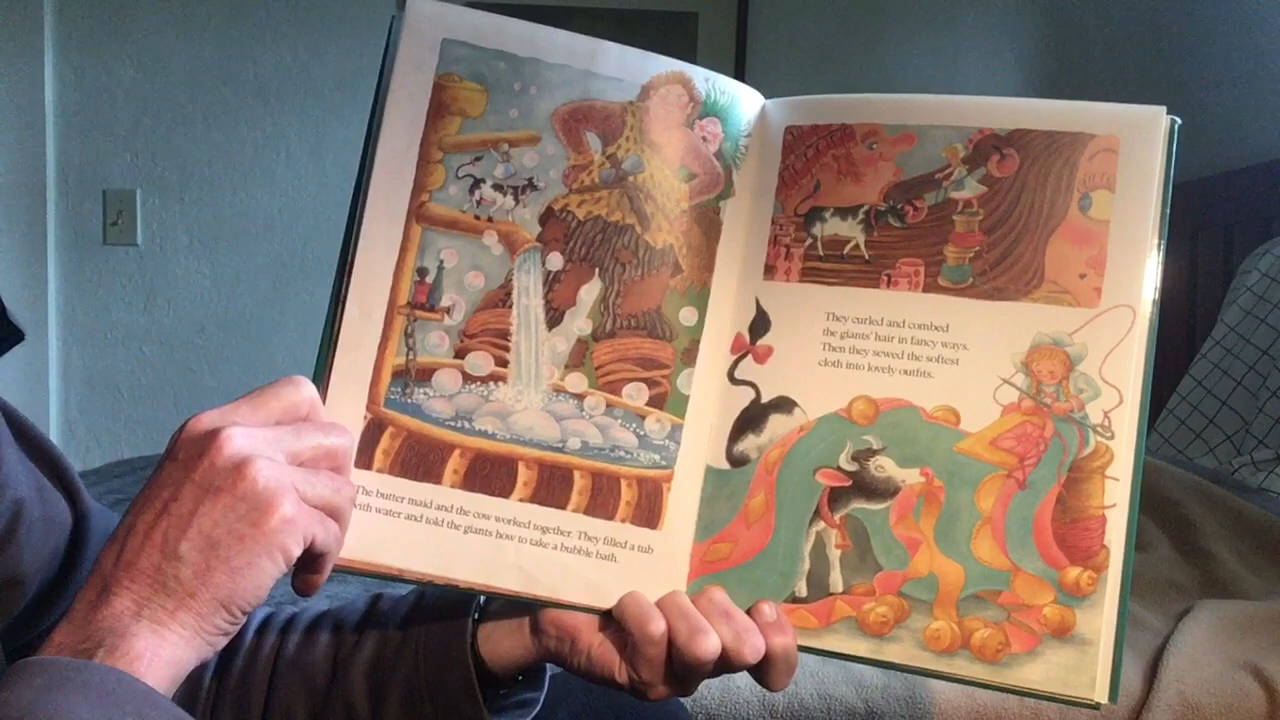 The butter maid and the cow worked together. They filled a tub
with water and told the giants how to take a bubble bath.
They curled and combed
the giants' hair in fancy ways.
Then they sewed the softest
cloth into lovely outfits.